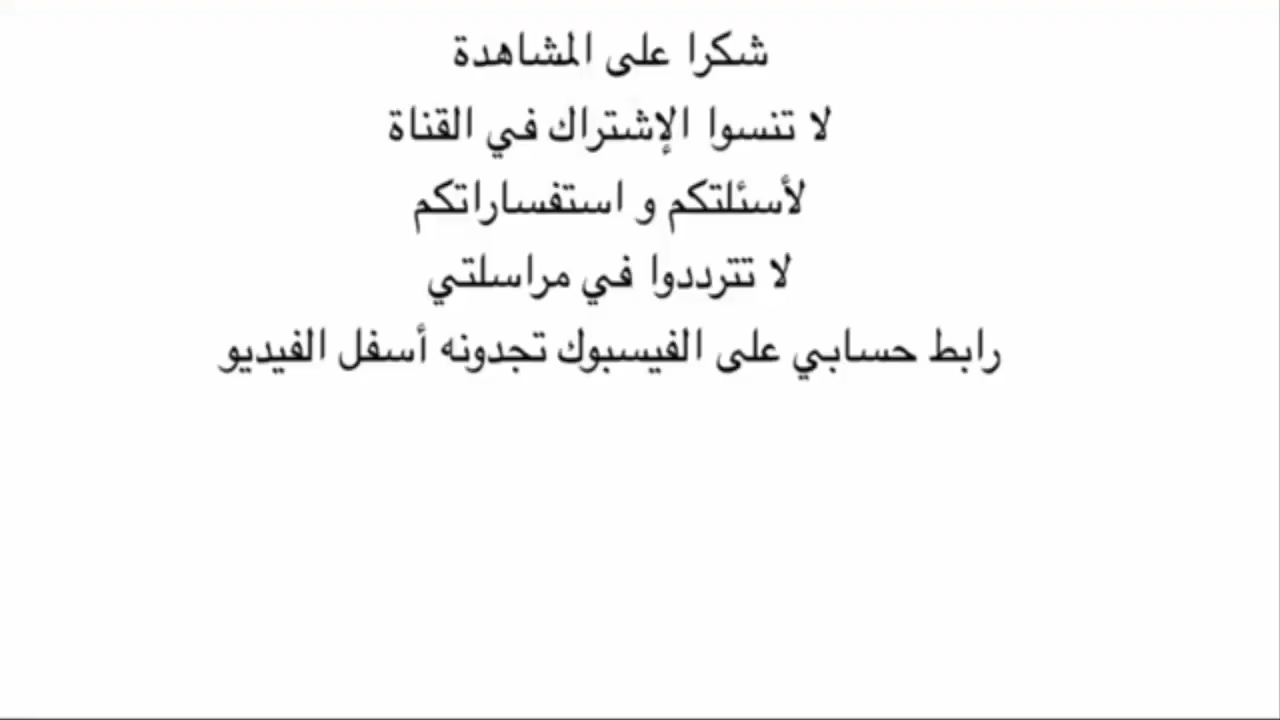 شكرا على المشاهدة
لا تنسوا الإشتراك في القناة
لأسئلتكم و استفساراتكم
لا تترددوا في مراسلتي
رابط حسابي على الفيسبوك تجدونه أسفل الفيديو